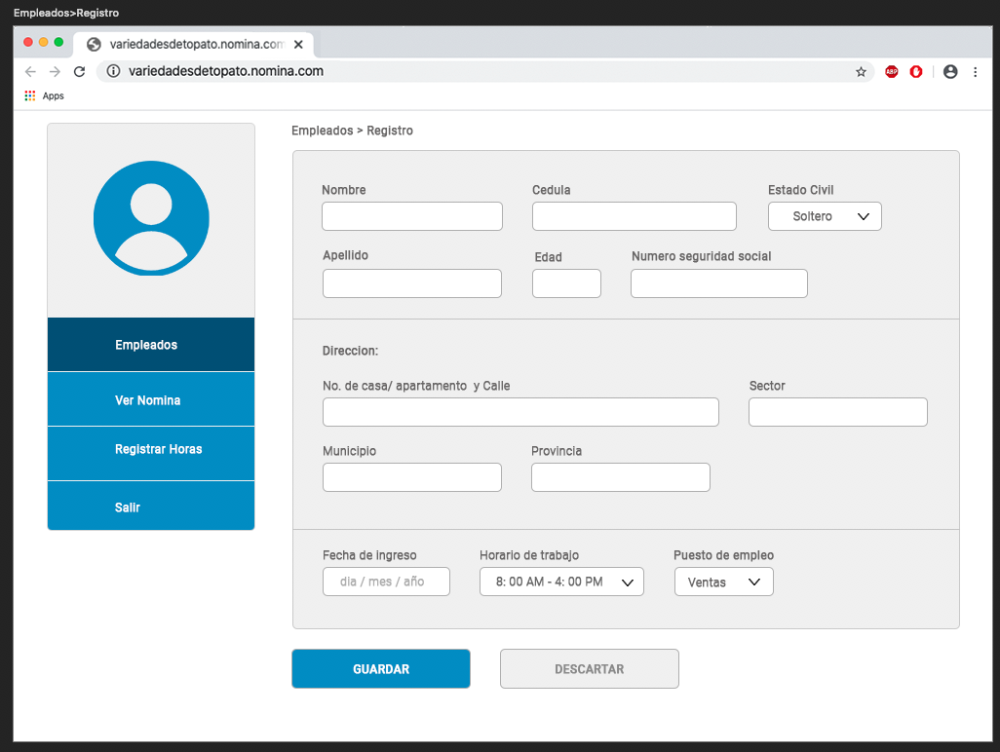 Empleados>Registro
variedadesdetopato.nomina.com
variedadesdetopato.nomina.com
ABP
Apps
Empleados > Registro
Nombre Cedula Estado Civil
Soltero
Apellido Edad Numero seguridad social
Empleados
Ver Nomina
Registrar Horas
Salir
Direccion:
No. de casa/ apartamento y Calle Sector
Municipio Provincia
Fecha de ingreso Horario de trabajo Puesto de empleo
dia / mes / año 8: 00 AM - 4: 00 PM Ventas
GUARDAR DESCARTAR